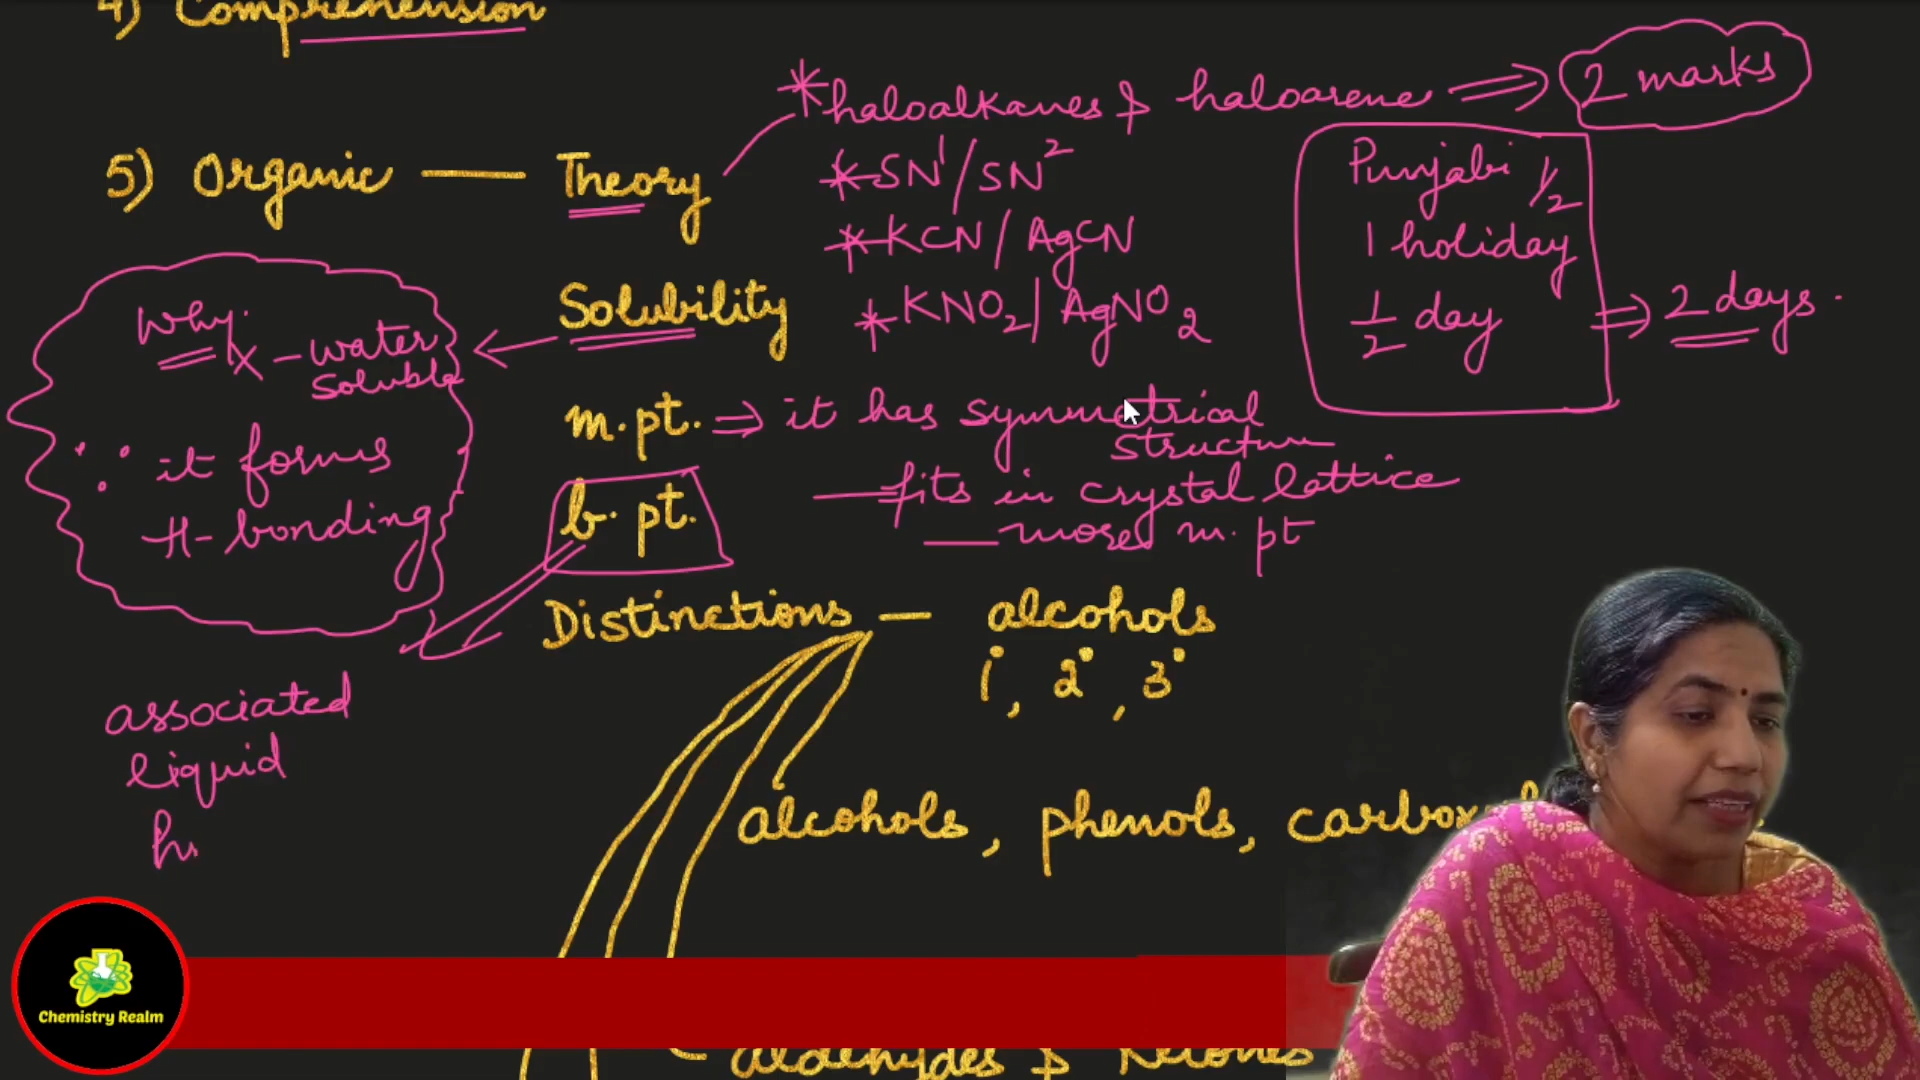 4) Comprehension
*haloalkanes & haloarene ⇒ 2 marks
5) Organic — Theory
*SN1/SN2
*KCN/AgCN
*KNO2/AgNO2
Punjabi 1/2
1 holiday
1/2 day
⇒ 2 days.
Solubility
Why.
X – water
soluble
∵ it forms
H-bonding
m.pt. ⇒ it has symmetrical
structure
—fits in crystal lattice
—more m.pt
b.pt.
associated
liquid
Distinctions — alcohols
1°, 2°, 3°
alcohols, phenols,
aldehydes & ketones
Chemistry Realm